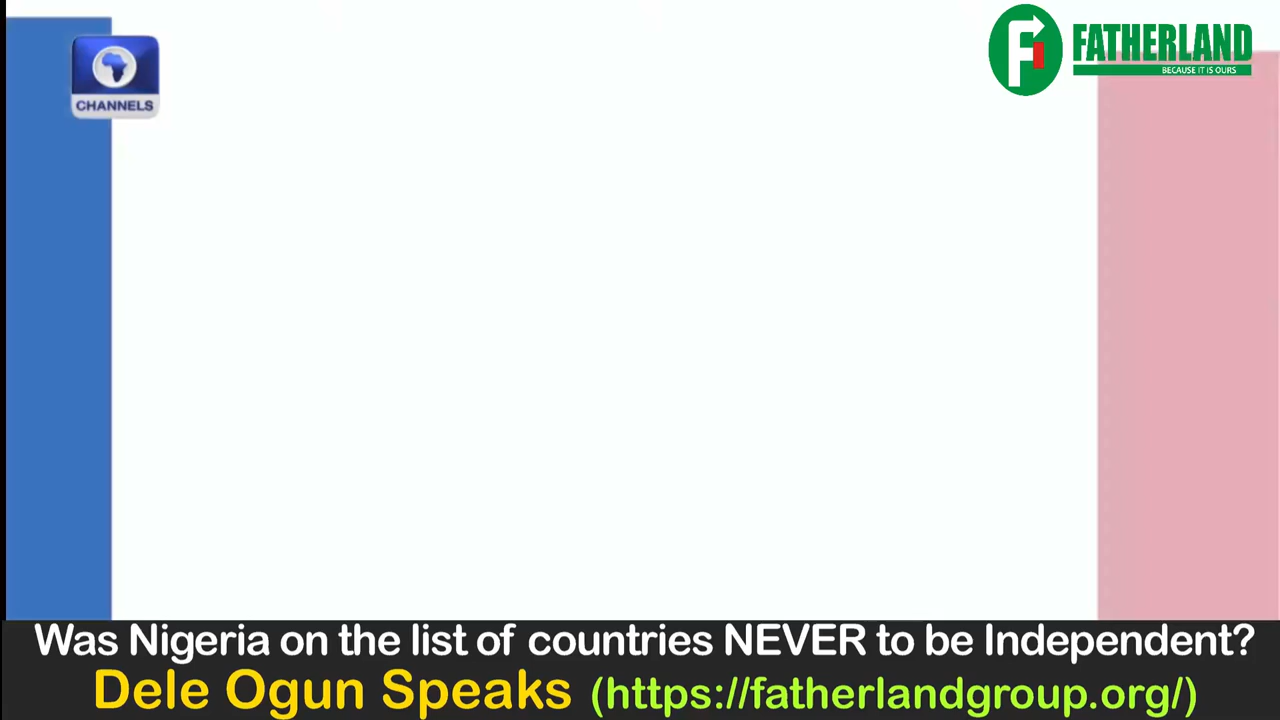 CHANNELS
FATHERLAND
BECAUSE IT IS OURS
Was Nigeria on the list of countries NEVER to be Independent?
Dele Ogun Speaks (https://fatherlandgroup.org/)